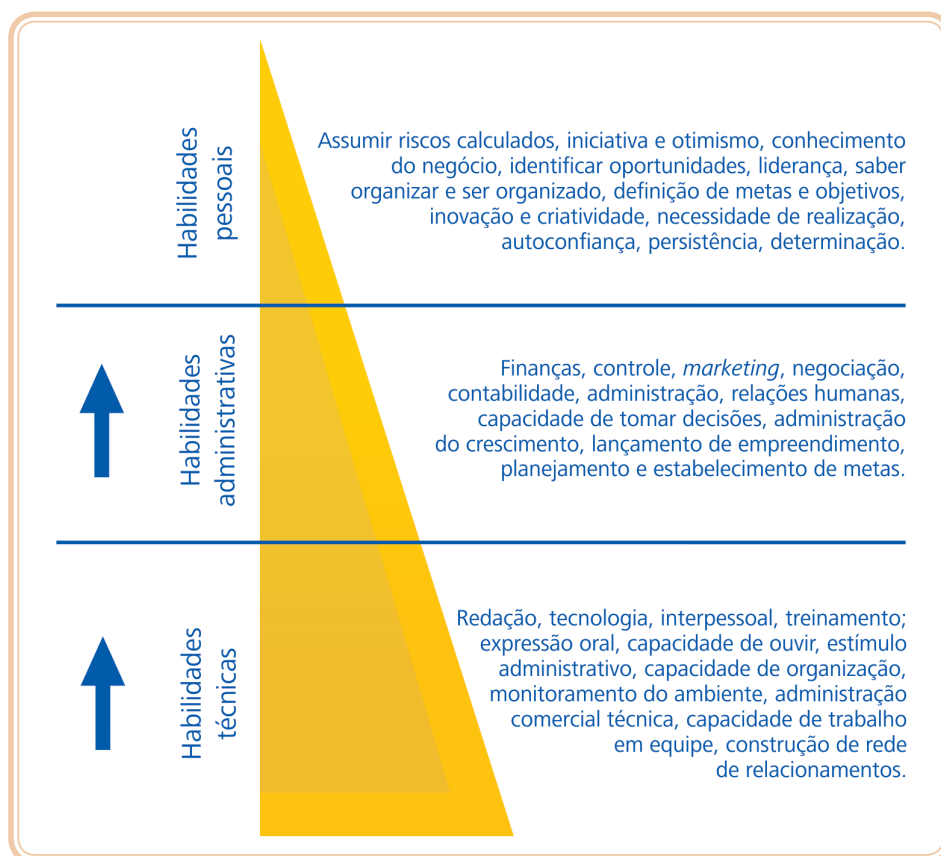 Habilidades
pessoais
Assumir riscos calculados, iniciativa e otimismo, conhecimento
do negócio, identificar oportunidades, liderança, saber
organizar e ser organizado, definição de metas e objetivos,
inovação e criatividade, necessidade de realização,
autoconfiança, persistência, determinação.
Habilidades
administrativas
Finanças, controle, marketing, negociação,
contabilidade, administração, relações humanas,
capacidade de tomar decisões, administração
do crescimento, lançamento de empreendimento,
planejamento e estabelecimento de metas.
Habilidades
técnicas
Redação, tecnologia, interpessoal, treinamento;
expressão oral, capacidade de ouvir, estímulo
administrativo, capacidade de organização,
monitoramento do ambiente, administração
comercial técnica, capacidade de trabalho
em equipe, construção de rede
de relacionamentos.